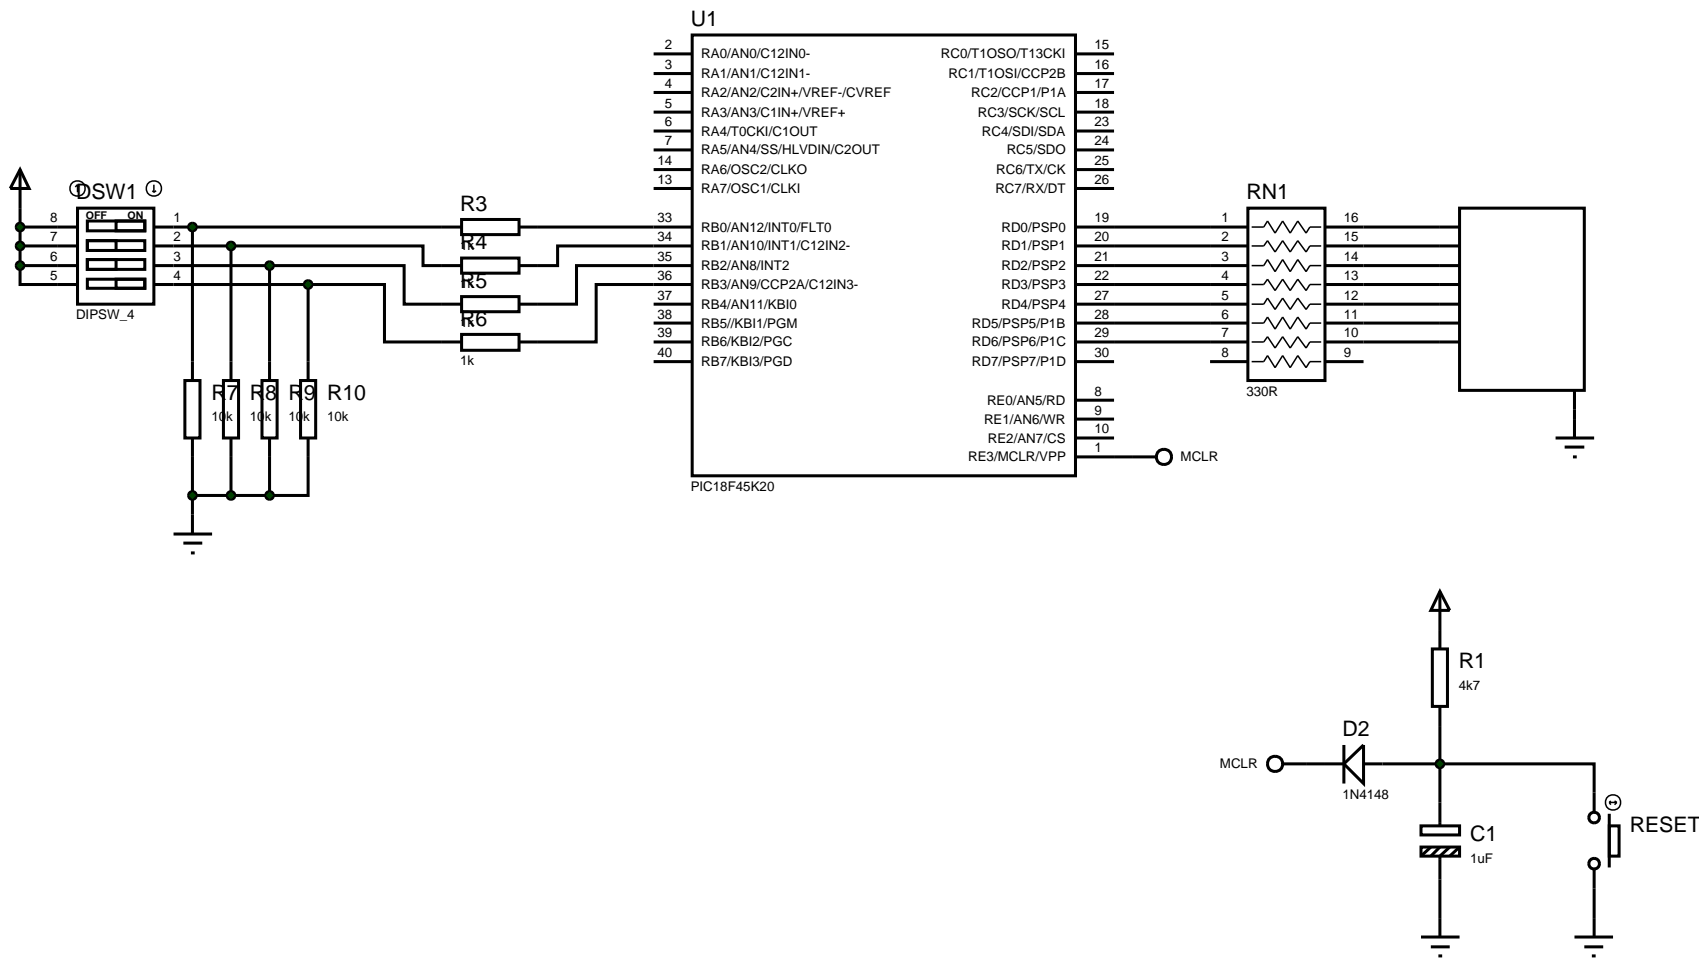 U1
2 RA0/AN0/C12IN0- RC0/T1OSO/T13CKI 15
3 RA1/AN1/C12IN1- RC1/T1OSI/CCP2B 16
4 RA2/AN2/C2IN+/VREF-/CVREF RC2/CCP1/P1A 17
5 RA3/AN3/C1IN+/VREF+ RC3/SCK/SCL 18
6 RA4/T0CKI/C1OUT RC4/SDI/SDA 23
7 RA5/AN4/SS/HLVDIN/C2OUT RC5/SDO 24
14 RA6/OSC2/CLKO RC6/TX/CK 25
13 RA7/OSC1/CLKI RC7/RX/DT 26
33 RB0/AN12/INT0/FLT0 RD0/PSP0 19
34 RB1/AN10/INT1/C12IN2- RD1/PSP1 20
35 RB2/AN8/INT2 RD2/PSP2 21
36 RB3/AN9/CCP2A/C12IN3- RD3/PSP3 22
37 RB4/AN11/KBI0 RD4/PSP4 27
38 RB5//KBI1/PGM RD5/PSP5/P1B 28
39 RB6/KBI2/PGC RD6/PSP6/P1C 29
40 RB7/KBI3/PGD RD7/PSP7/P1D 30
RE0/AN5/RD 8
RE1/AN6/WR 9
RE2/AN7/CS 10
RE3/MCLR/VPP 1 MCLR
PIC18F45K20
DSW1
OFF ON
8 1
7 2
6 3
5 4
DIPSW_4
R3
1k
R4
1k
R5
1k
R6
1k
R7 R8 R9 R10
10k 10k 10k 10k
RN1
1 16
2 15
3 14
4 13
5 12
6 11
7 10
8 9
330R
R1
4k7
D2
MCLR
1N4148
C1
1uF
RESET